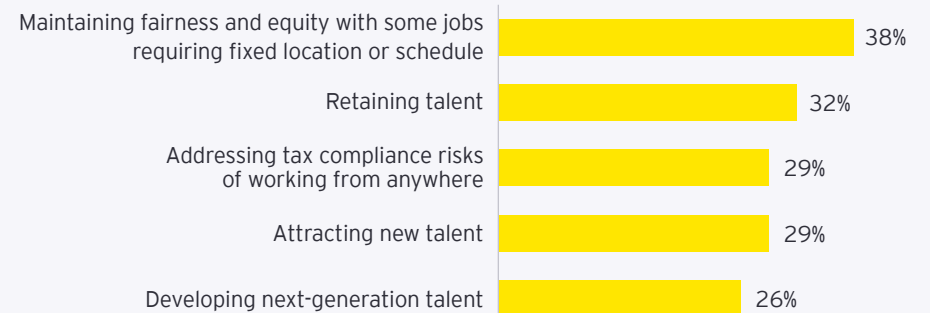 Maintaining fairness and equity with some jobs
requiring fixed location or schedule
38%
Retaining talent
32%
Addressing tax compliance risks
of working from anywhere
29%
Attracting new talent
29%
Developing next-generation talent
26%